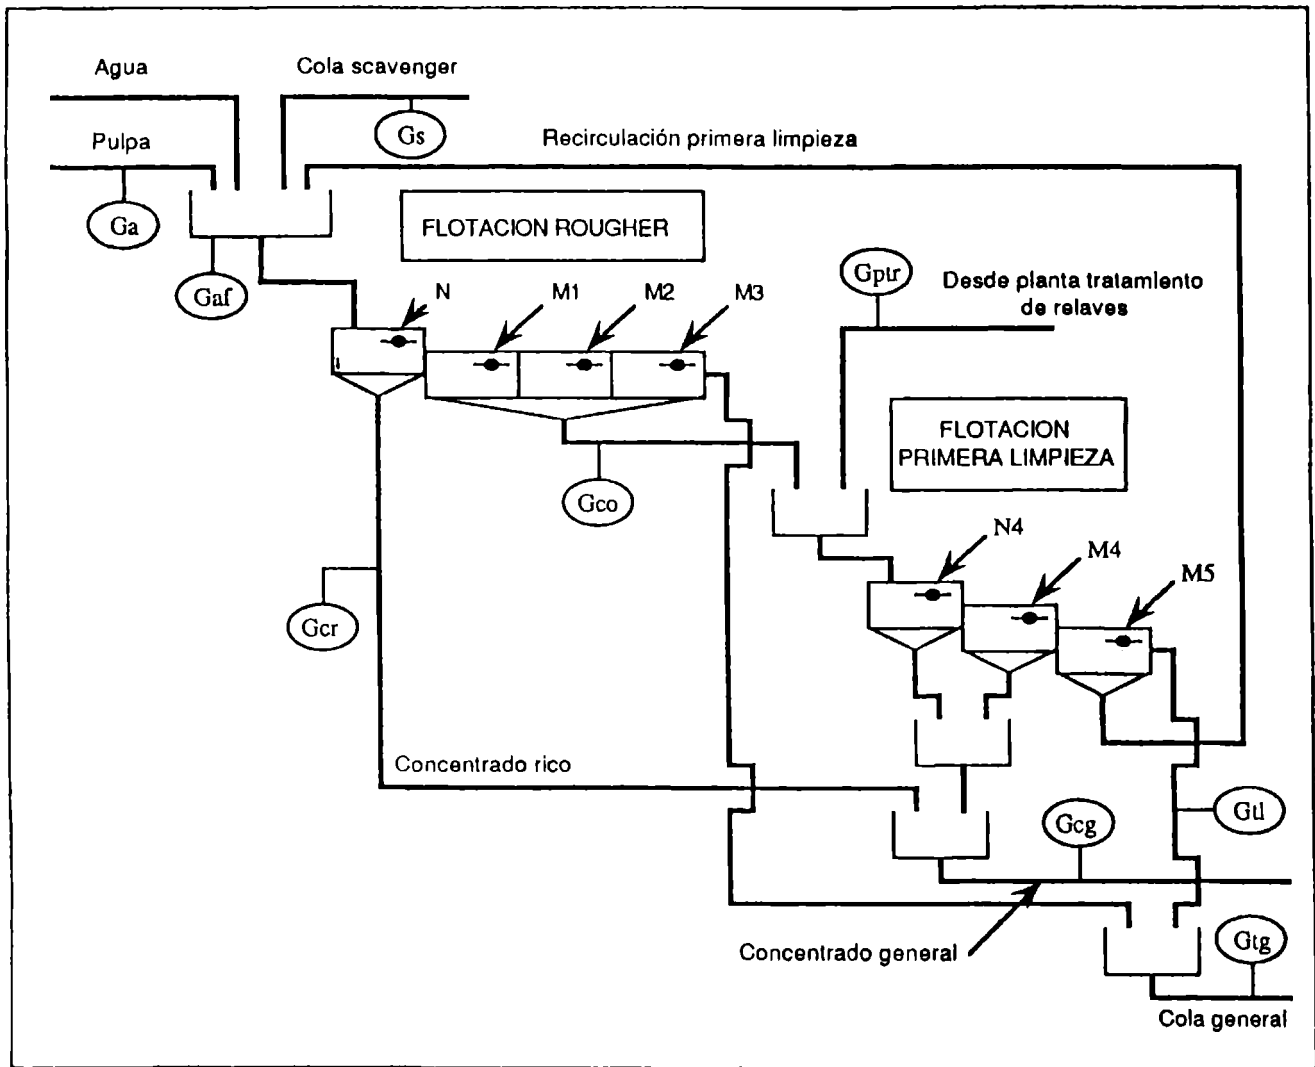 Agua
Cola scavenger
Gs
Pulpa
Recirculación primera limpieza
Ga
FLOTACION ROUGHER
Gaf
Gptr
Desde planta tratamiento
de relaves
N
M1
M2
M3
FLOTACION
PRIMERA LIMPIEZA
Gco
N4
M4
M5
Gcr
Concentrado rico
Gcg
Gtl
Concentrado general
Gtg
Cola general